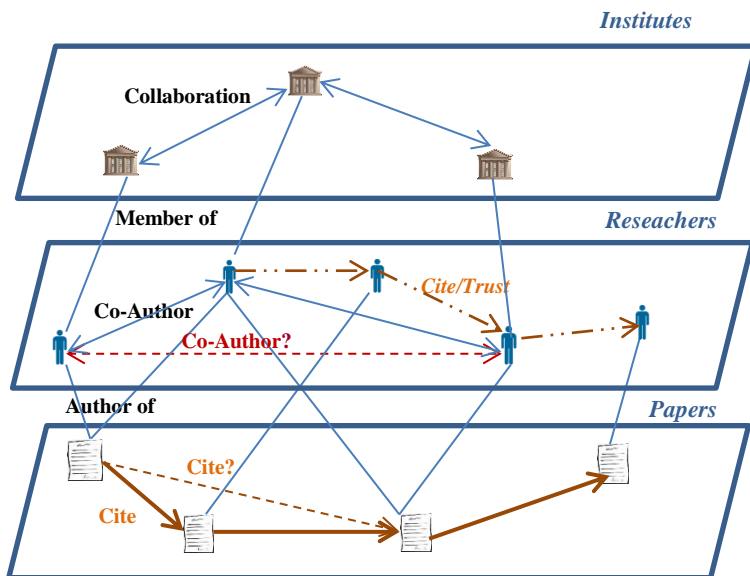 Institutes
Collaboration
Member of
Reseachers
Cite/Trust
Co-Author
Co-Author?
Author of
Papers
Cite?
Cite